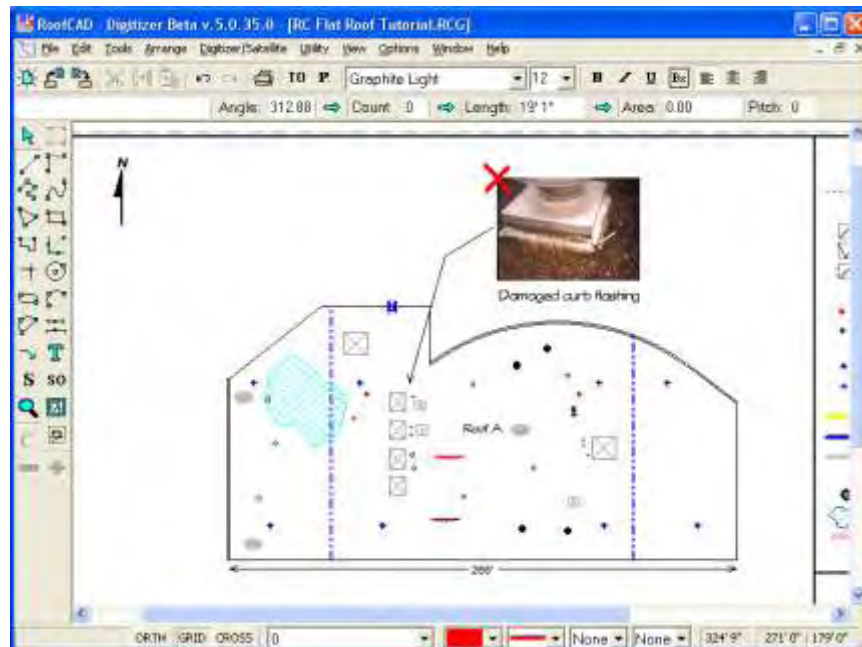 RoofCAD - Digitizer Beta v.5.0.35.0 - [RC Flat Roof Tutorial.RCG]
File Edit Tools Arrange Digitizer/Satellite Utility View Options Window Help
TO P Graphite Light 12 B I U
Angle: 312.88 Count 0 Length: 19'1" Area: 0.00 Pitch: 0
N
Damaged curb flashing
Roof A
S SO
T
C
ORTH GRID CROSS 0 None None 324'9" 271'0" 179'0"